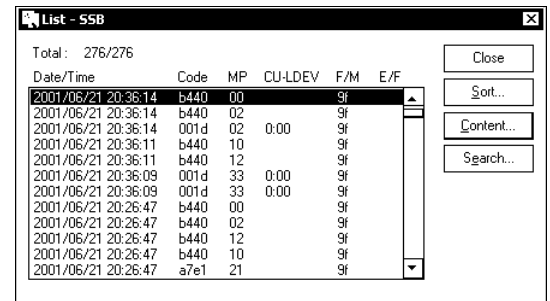 List - SSB
Total : 276/276
Date/Time Code MP CU-LDEV F/M E/F
2001/06/21 20:36:14 b440 00 9f
2001/06/21 20:36:14 b440 02 9f
2001/06/21 20:36:14 001d 02 0:00 9f
2001/06/21 20:36:11 b440 10 9f
2001/06/21 20:36:11 b440 12 9f
2001/06/21 20:36:09 001d 33 0:00 9f
2001/06/21 20:36:09 001d 33 0:00 9f
2001/06/21 20:26:47 b440 00 9f
2001/06/21 20:26:47 b440 02 9f
2001/06/21 20:26:47 b440 12 9f
2001/06/21 20:26:47 b440 10 9f
2001/06/21 20:26:47 a7e1 21 9f
Close
Sort...
Content...
Search...